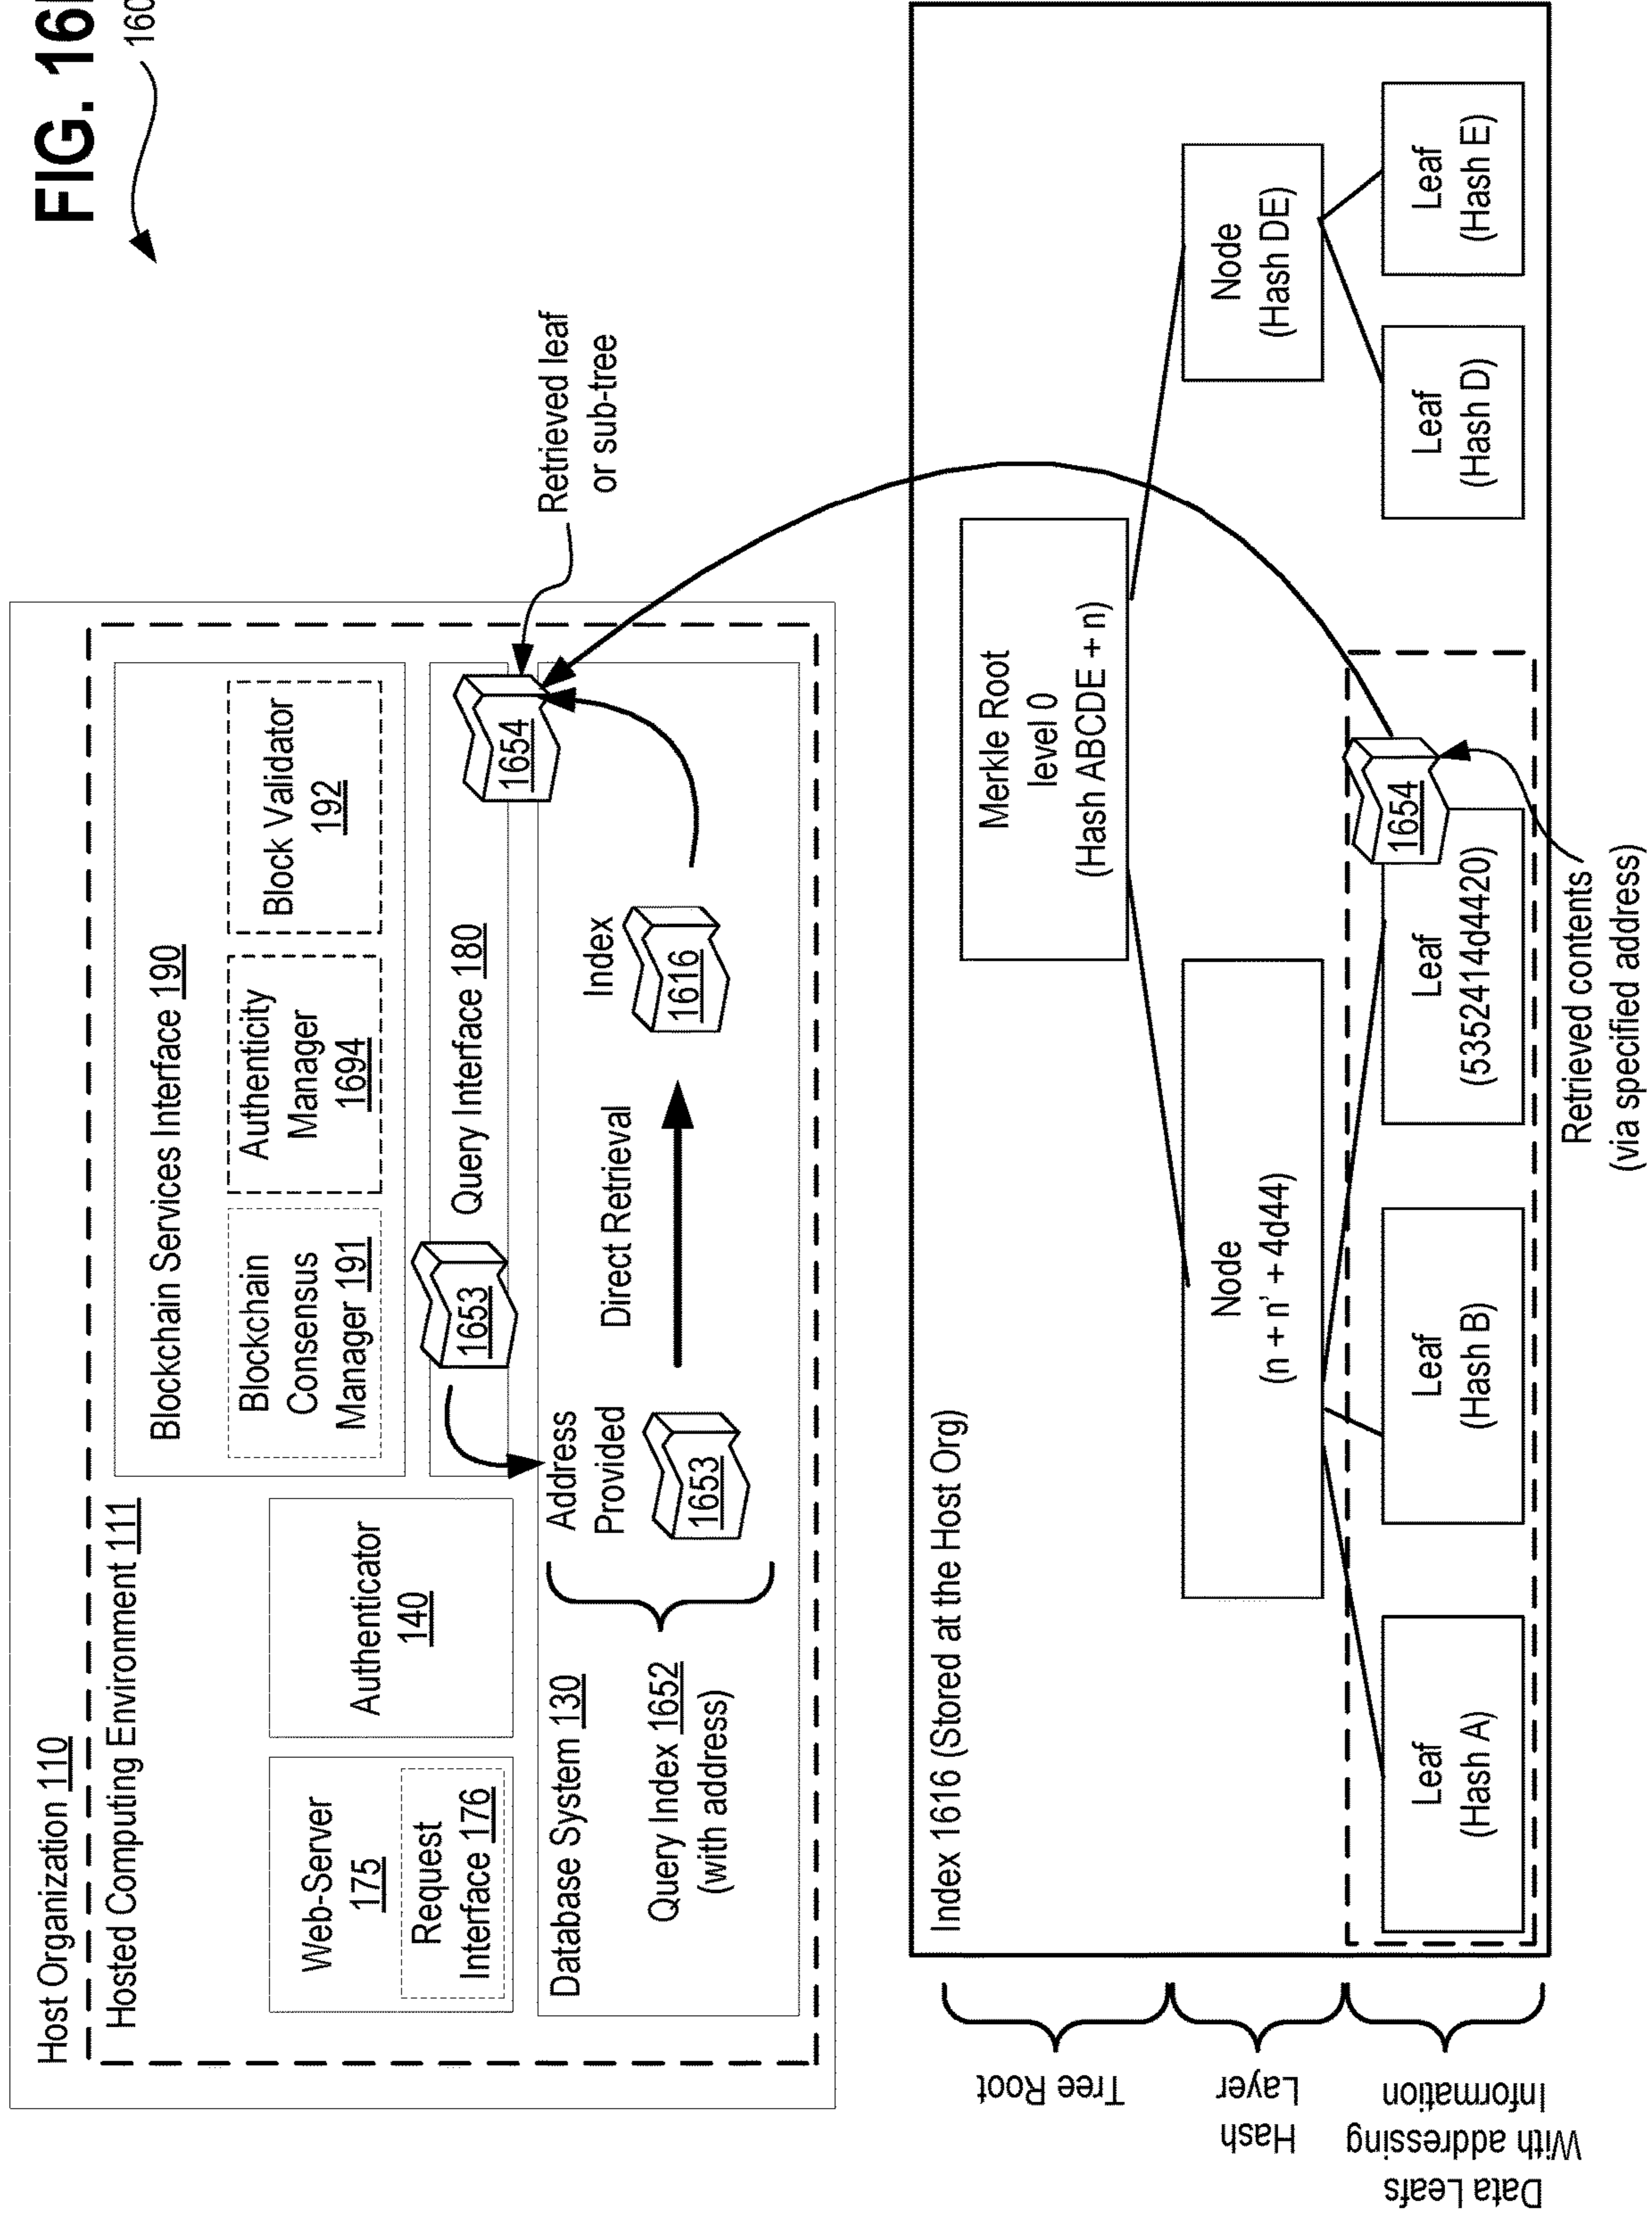 FIG. 16
160
Host Organization 110
Hosted Computing Environment 111
Web-Server
175
Request
Interface 176
Authenticator
140
Blockchain Services Interface 190
Blockchain
Consensus
Manager 191
Authenticity
Manager
1694
Block Validator
192
Query Interface 180
1653
1654
Retrieved leaf
or sub-tree
Database System 130
Query Index 1652
(with address)
Address
Provided
1653
Direct Retrieval
Index
1616
Index 1616 (Stored at the Host Org)
Merkle Root
level 0
(Hash ABCDE + n)
Node
(n + n' + 4d44)
Node
(Hash DE)
Leaf
(Hash A)
Leaf
(Hash B)
Leaf
(5352414d4420)
1654
Leaf
(Hash D)
Leaf
(Hash E)
Retrieved contents
(via specified address)
Tree Root
Hash
Layer
Data Leafs
With addressing
Information